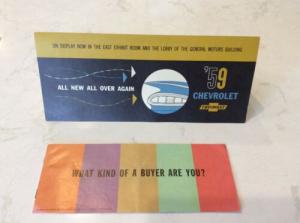 ON DISPLAY NOW IN THE EAST EXHIBIT ROOM AND THE LOBBY OF THE GENERAL MOTORS BUILDING
ALL NEW ALL OVER AGAIN
'59
CHEVROLET
CHEVROLET
WHAT KIND OF A BUYER ARE YOU?